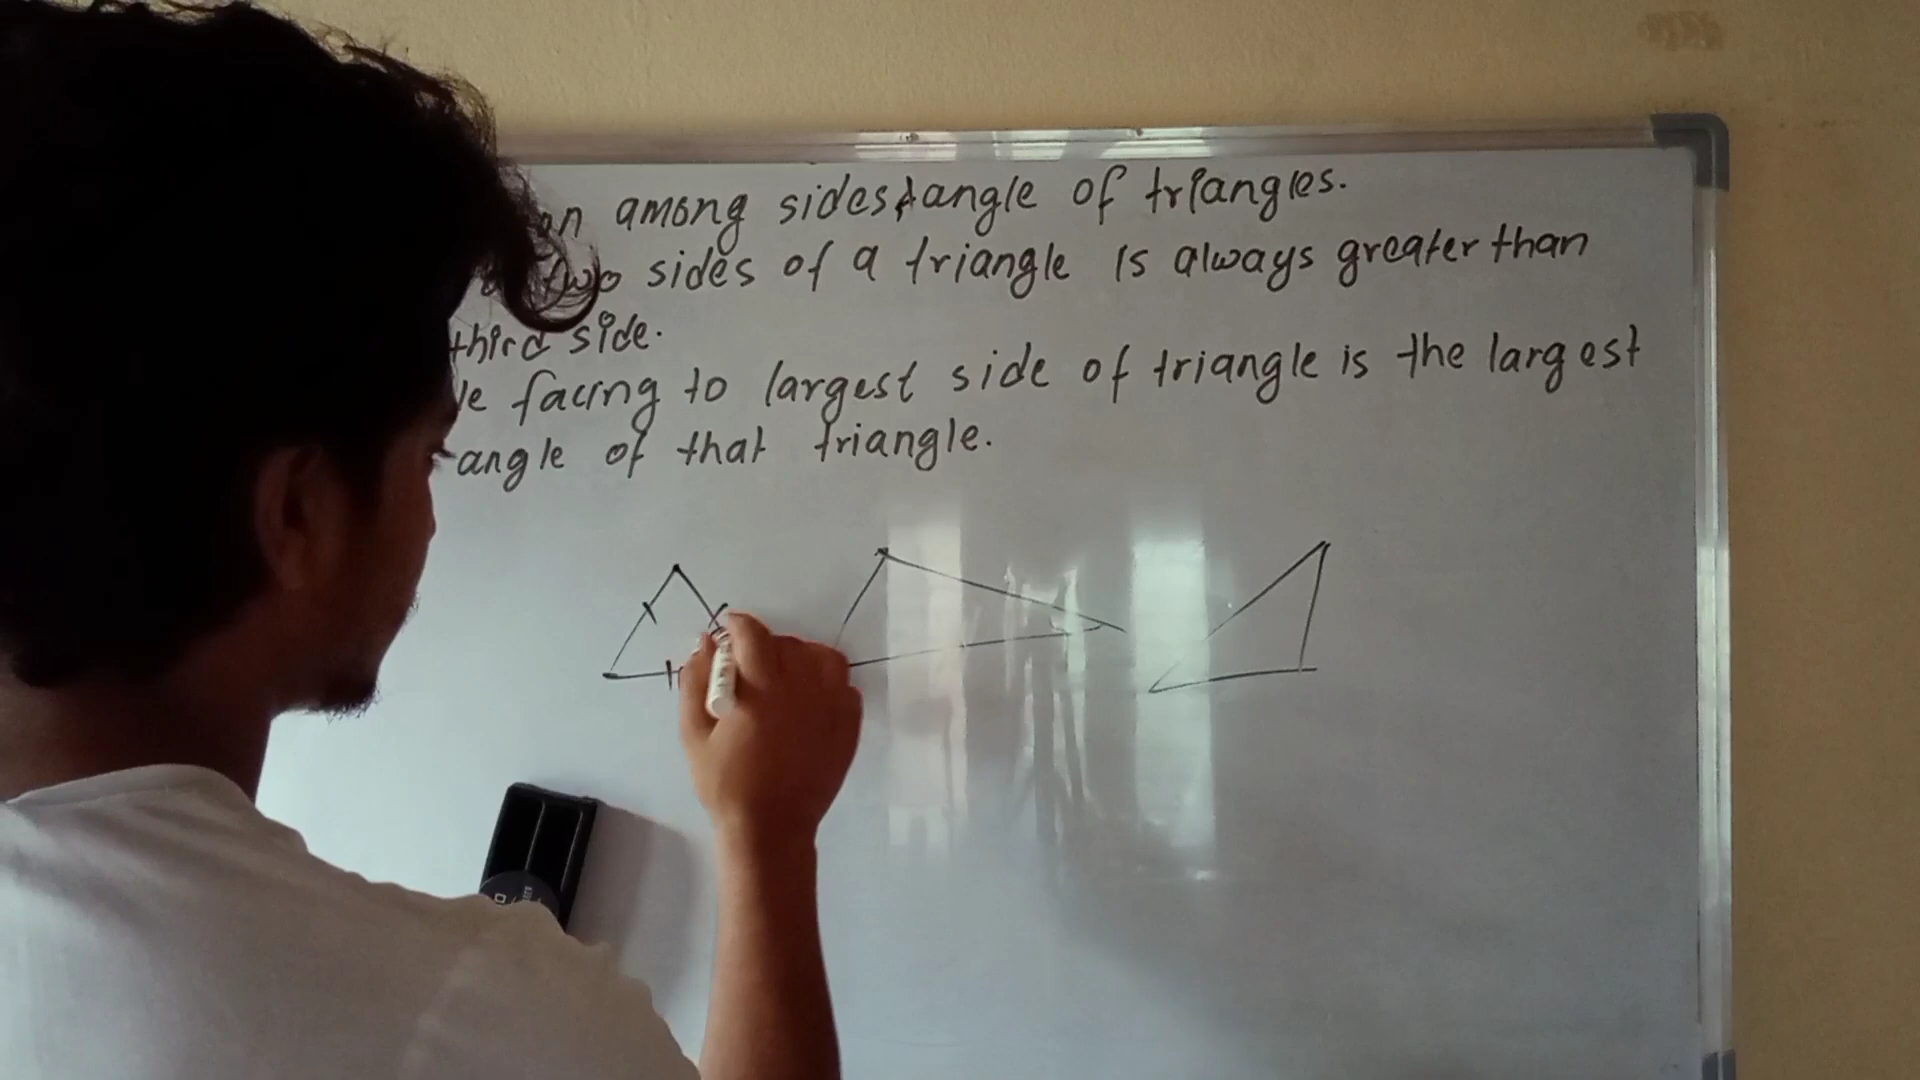 among sides & angle of triangles.
two sides of a triangle is always greater than
third side.
facing to largest side of triangle is the largest
angle of that triangle.